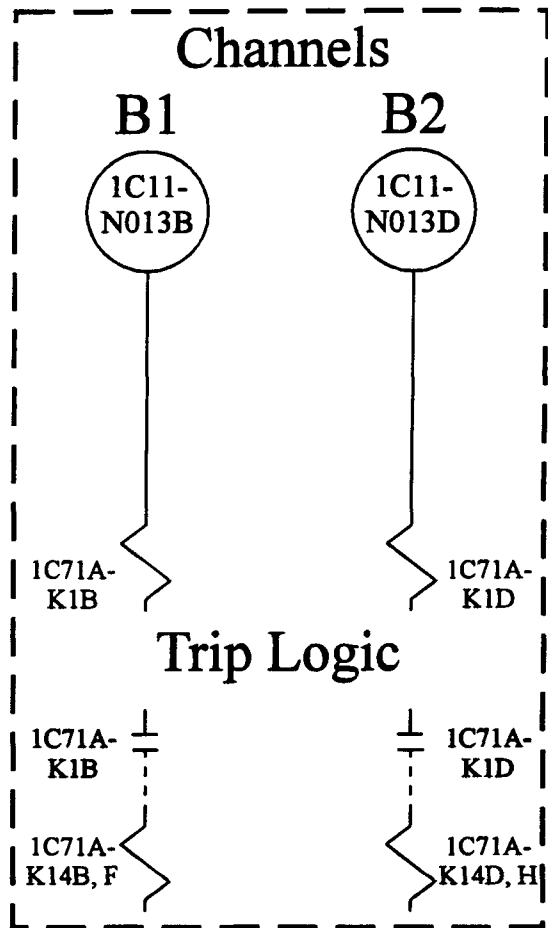 Channels
B1
B2
1C11-
N013B
1C11-
N013D
1C71A-
K1B
1C71A-
K1D
Trip Logic
1C71A-
K1B
1C71A-
K1D
1C71A-
K14B, F
1C71A-
K14D, H